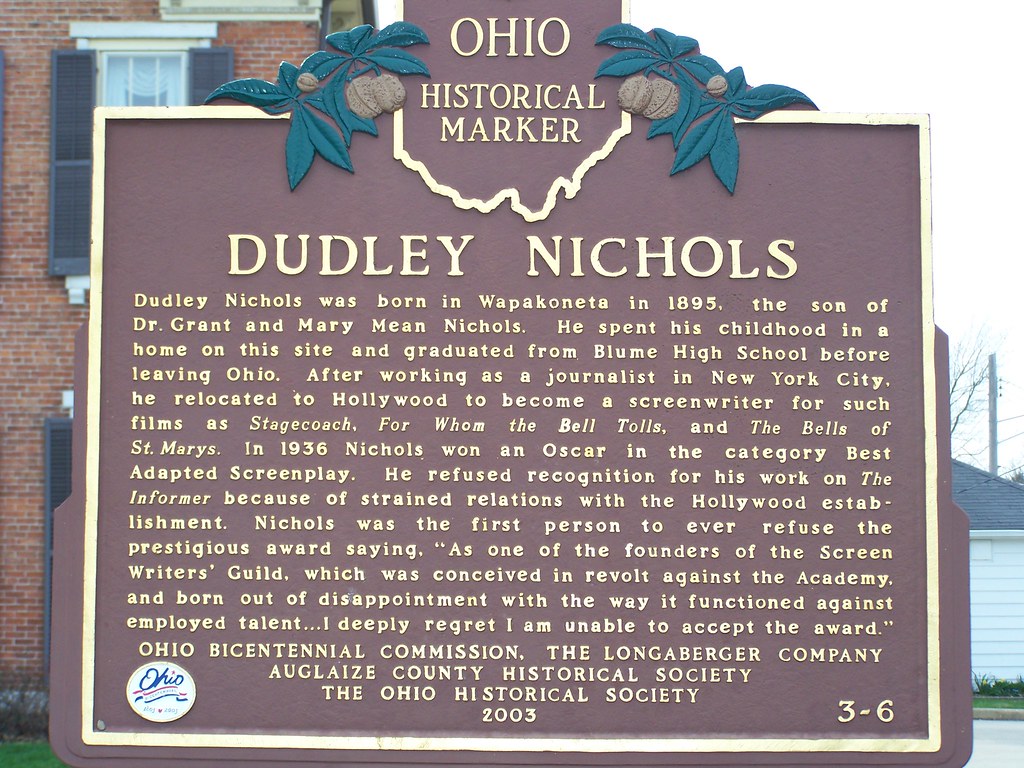 OHIO
HISTORICAL
MARKER
DUDLEY NICHOLS
Dudley Nichols was born in Wapakoneta in 1895, the son of
Dr. Grant and Mary Mean Nichols. He spent his childhood in a
home on this site and graduated from Blume High School before
leaving Ohio. After working as a journalist in New York City,
he relocated to Hollywood to become a screenwriter for such
films as Stagecoach, For Whom the Bell Tolls, and The Bells of
St. Marys. In 1936 Nichols won an Oscar in the category Best
Adapted Screenplay. He refused recognition for his work on The
Informer because of strained relations with the Hollywood estab-
lishment. Nichols was the first person to ever refuse the
prestigious award saying, “As one of the founders of the Screen
Writers’ Guild, which was conceived in revolt against the Academy,
and born out of disappointment with the way it functioned against
employed talent...I deeply regret I am unable to accept the award.”
OHIO BICENTENNIAL COMMISSION, THE LONGABERGER COMPANY
AUGLAIZE COUNTY HISTORICAL SOCIETY
THE OHIO HISTORICAL SOCIETY
2003
3-6
Ohio
1803 2003